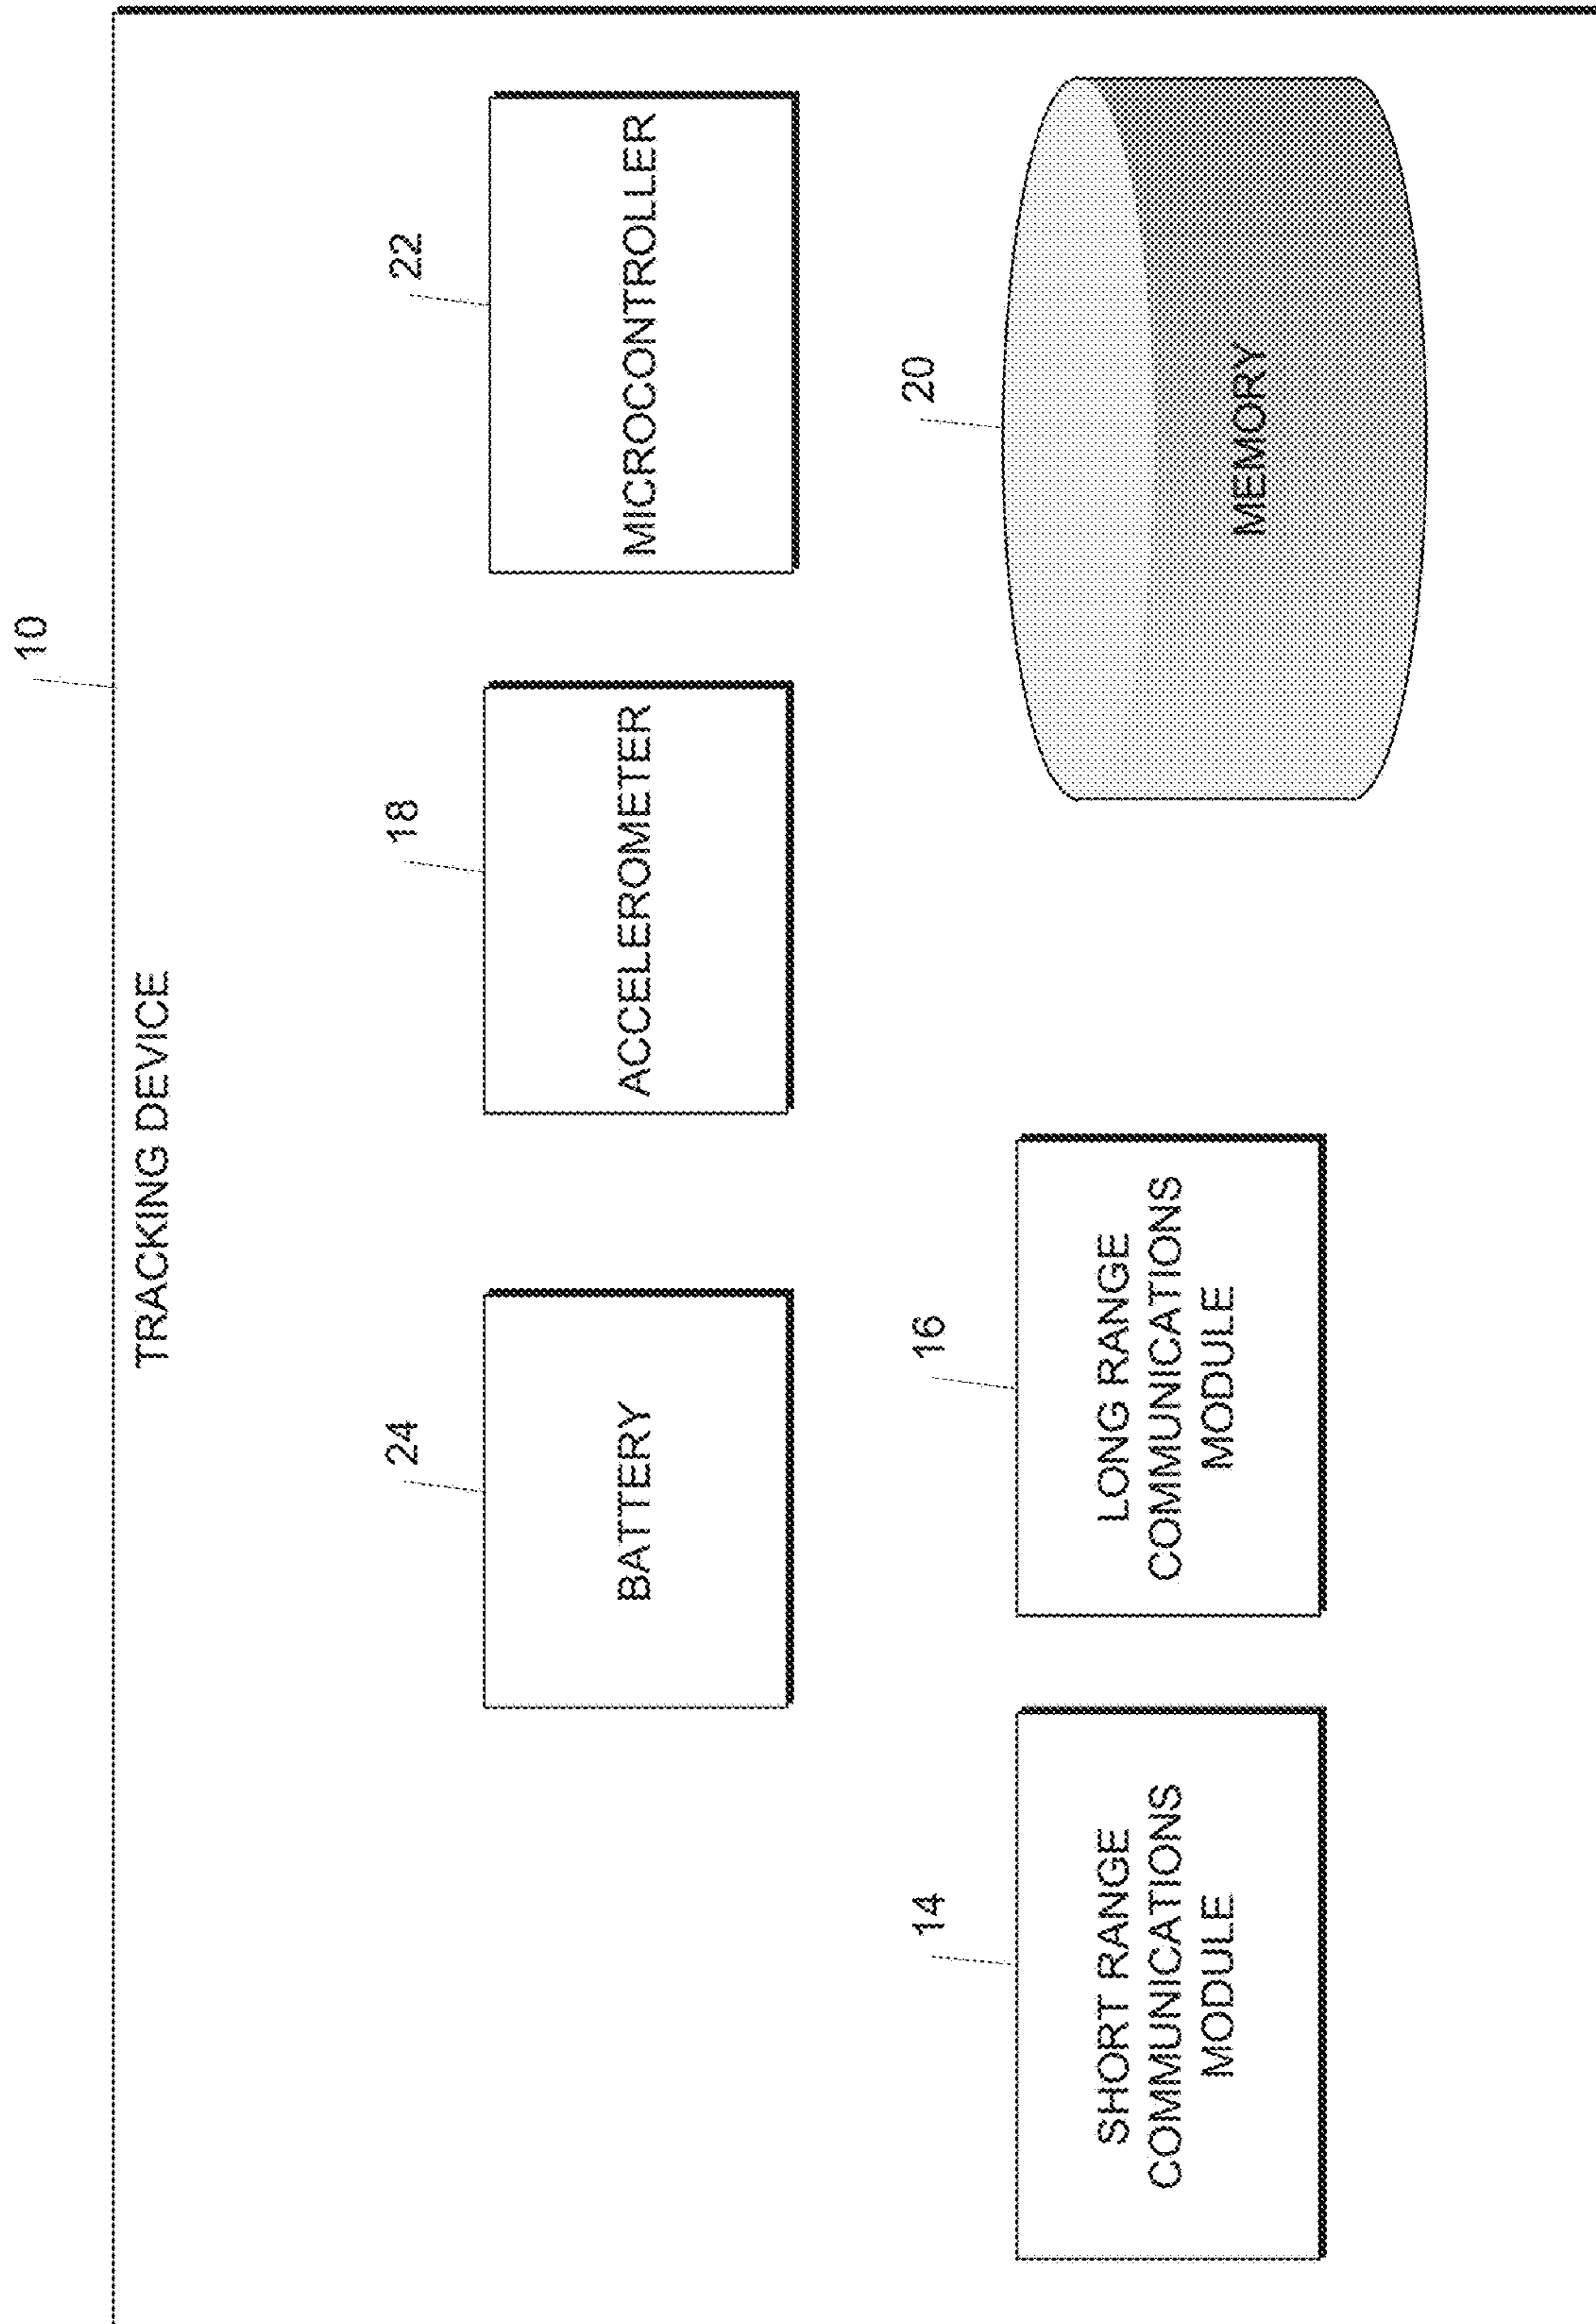 10
TRACKING DEVICE
24
BATTERY
18
ACCELEROMETER
22
MICROCONTROLLER
14
SHORT RANGE
COMMUNICATIONS
MODULE
16
LONG RANGE
COMMUNICATIONS
MODULE
20
MEMORY